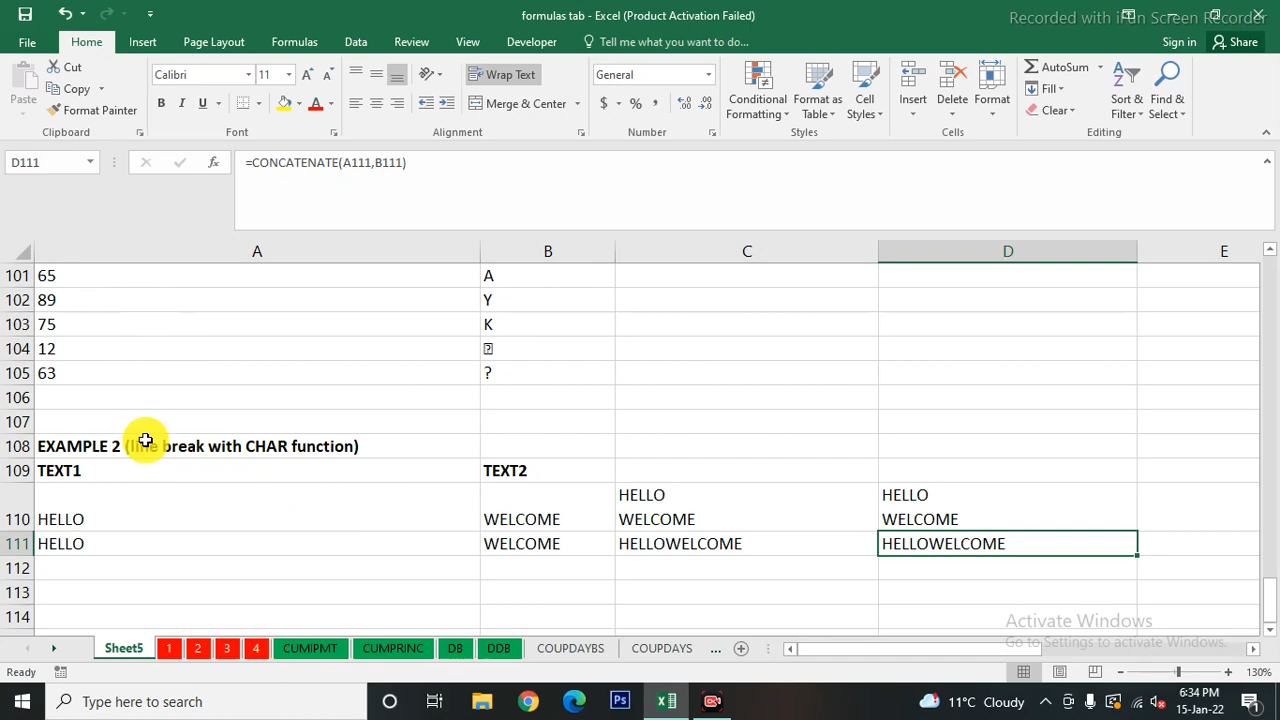 formulas tab - Excel (Product Activation Failed)
Recorded with iFun Screen Recorder
File Home Insert Page Layout Formulas Data Review View Developer Tell me what you want to do... Sign in Share
Paste
Cut
Copy
Format Painter
Clipboard
Calibri 11
B I U
Font
Wrap Text
Merge & Center
Alignment
General
$ %
Number
Conditional Formatting
Format as Table
Cell Styles
Styles
Insert Delete Format
Cells
AutoSum
Fill
Clear
Sort & Filter
Find & Select
Editing
D111 fx =CONCATENATE(A111,B111)
A B C D E
101 65 A
102 89 Y
103 75 K
104 12
105 63 ?
106
107
108 EXAMPLE 2 (line break with CHAR function)
109 TEXT1 TEXT2
HELLO HELLO
110 HELLO WELCOME WELCOME WELCOME
111 HELLO WELCOME HELLOWELCOME HELLOWELCOME
112
113
114
Activate Windows
Go to Settings to activate Windows.
Sheet5 1 2 3 4 CUMIPMT CUMPRINC DB DDB COUPDAYBS COUPDAYS ...
Ready 130%
Type here to search
11°C Cloudy
6:34 PM
15-Jan-22